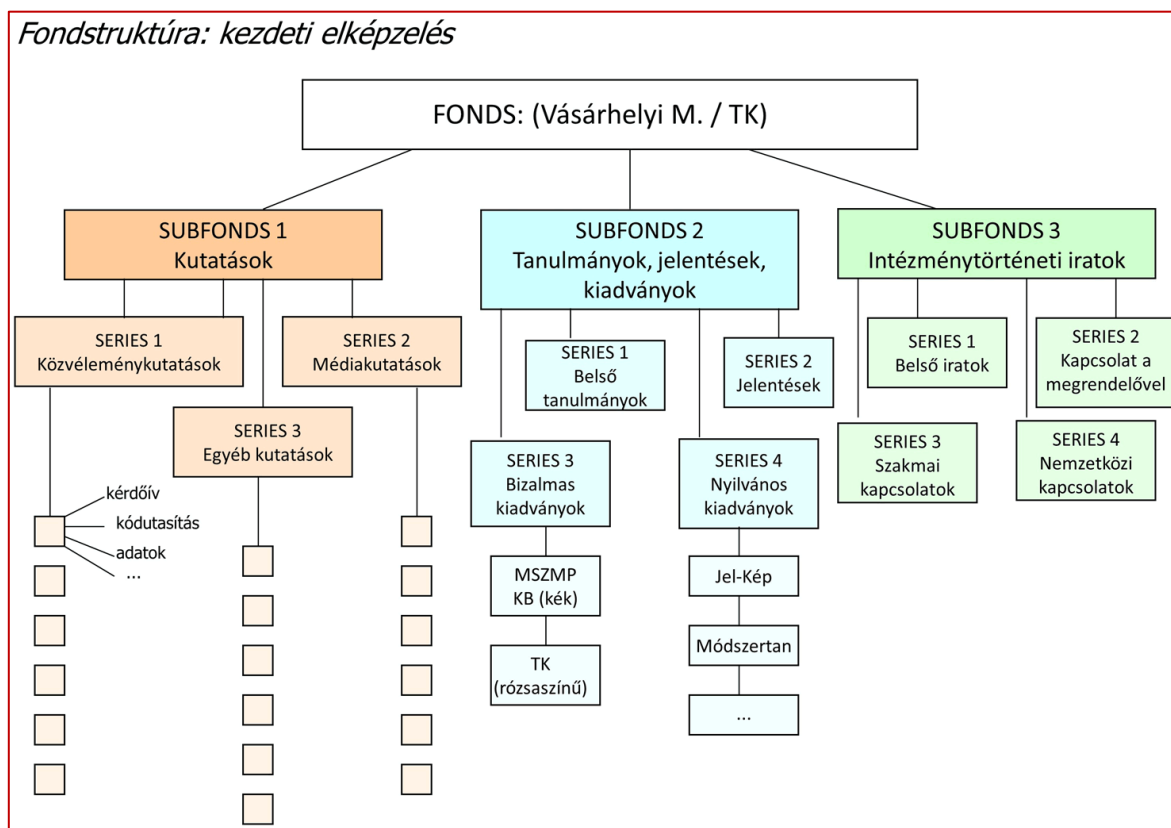 Fondstruktúra: kezdeti elképzelés
FONDS: (Vásárhelyi M. / TK)
SUBFONDS 1
Kutatások
SERIES 1
Közvéleménykutatások
SERIES 2
Médiakutatások
SERIES 3
Egyéb kutatások
kérdőív
kódutasítás
adatok
...
SUBFONDS 2
Tanulmányok, jelentések,
kiadványok
SERIES 1
Belső
tanulmányok
SERIES 2
Jelentések
SERIES 3
Bizalmas
kiadványok
MSZMP
KB (kék)
TK
(rózsaszínű)
SERIES 4
Nyilvános
kiadványok
Jel-Kép
Módszertan
...
SUBFONDS 3
Intézménytörténeti iratok
SERIES 1
Belső iratok
SERIES 2
Kapcsolat a
megrendelővel
SERIES 3
Szakmai
kapcsolatok
SERIES 4
Nemzetközi
kapcsolatok